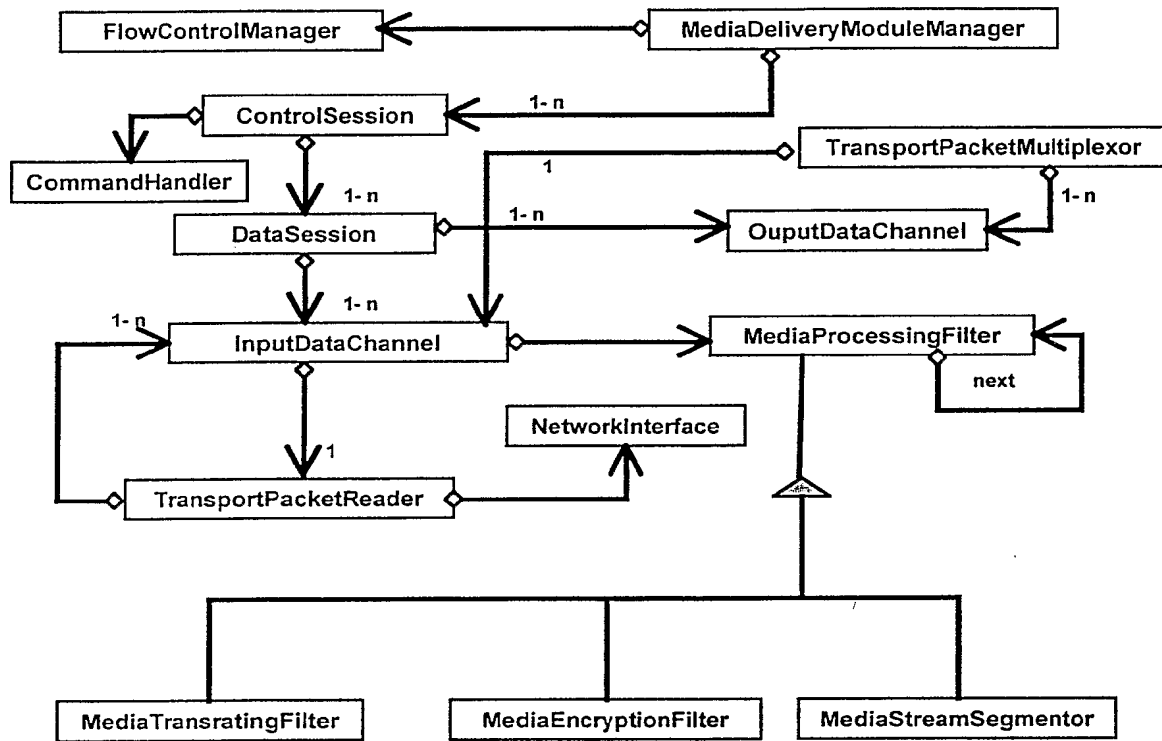 FlowControlManager
MediaDeliveryModuleManager
1- n
ControlSession
TransportPacketMultiplexor
1
CommandHandler
1- n
1- n
1- n
DataSession
OuputDataChannel
1- n
1- n
InputDataChannel
MediaProcessingFilter
next
NetworkInterface
1
TransportPacketReader
MediaTransratingFilter
MediaEncryptionFilter
MediaStreamSegmentor